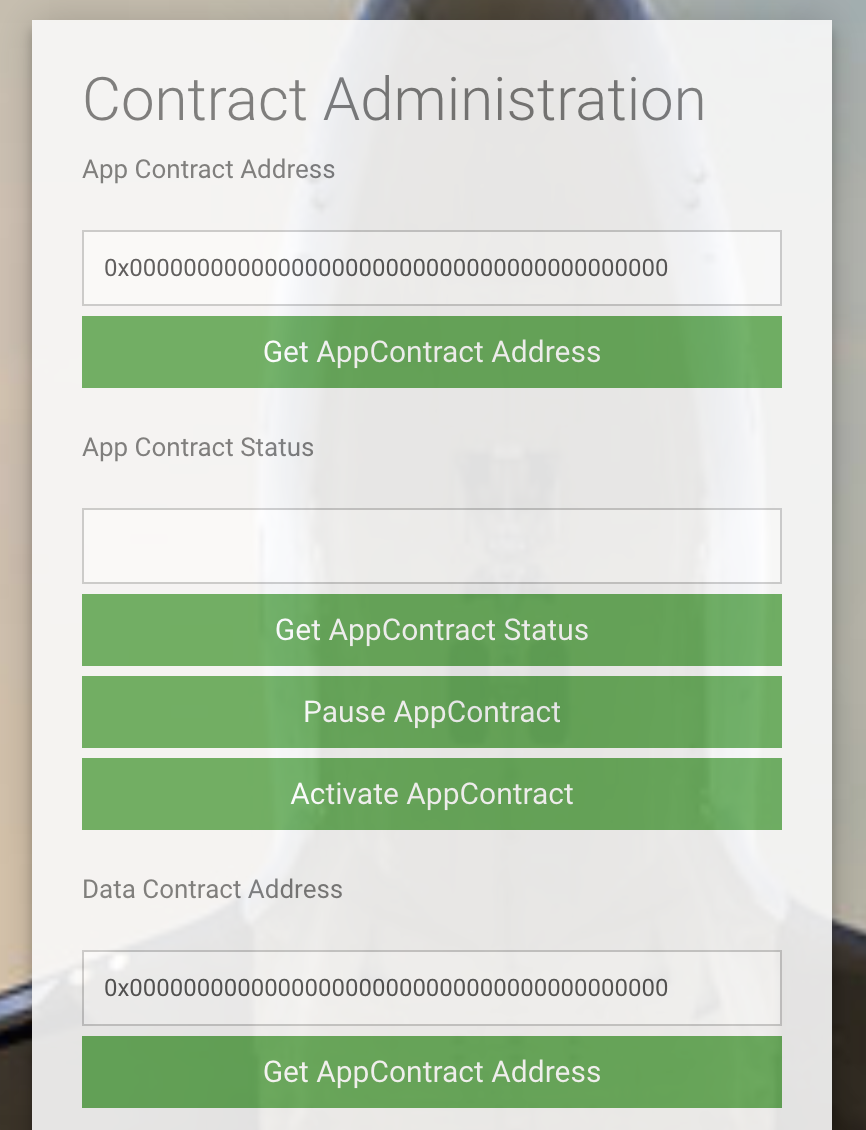 Contract Administration
App Contract Address
0x0000000000000000000000000000000000000000
Get AppContract Address
App Contract Status
Get AppContract Status
Pause AppContract
Activate AppContract
Data Contract Address
0x0000000000000000000000000000000000000000
Get AppContract Address